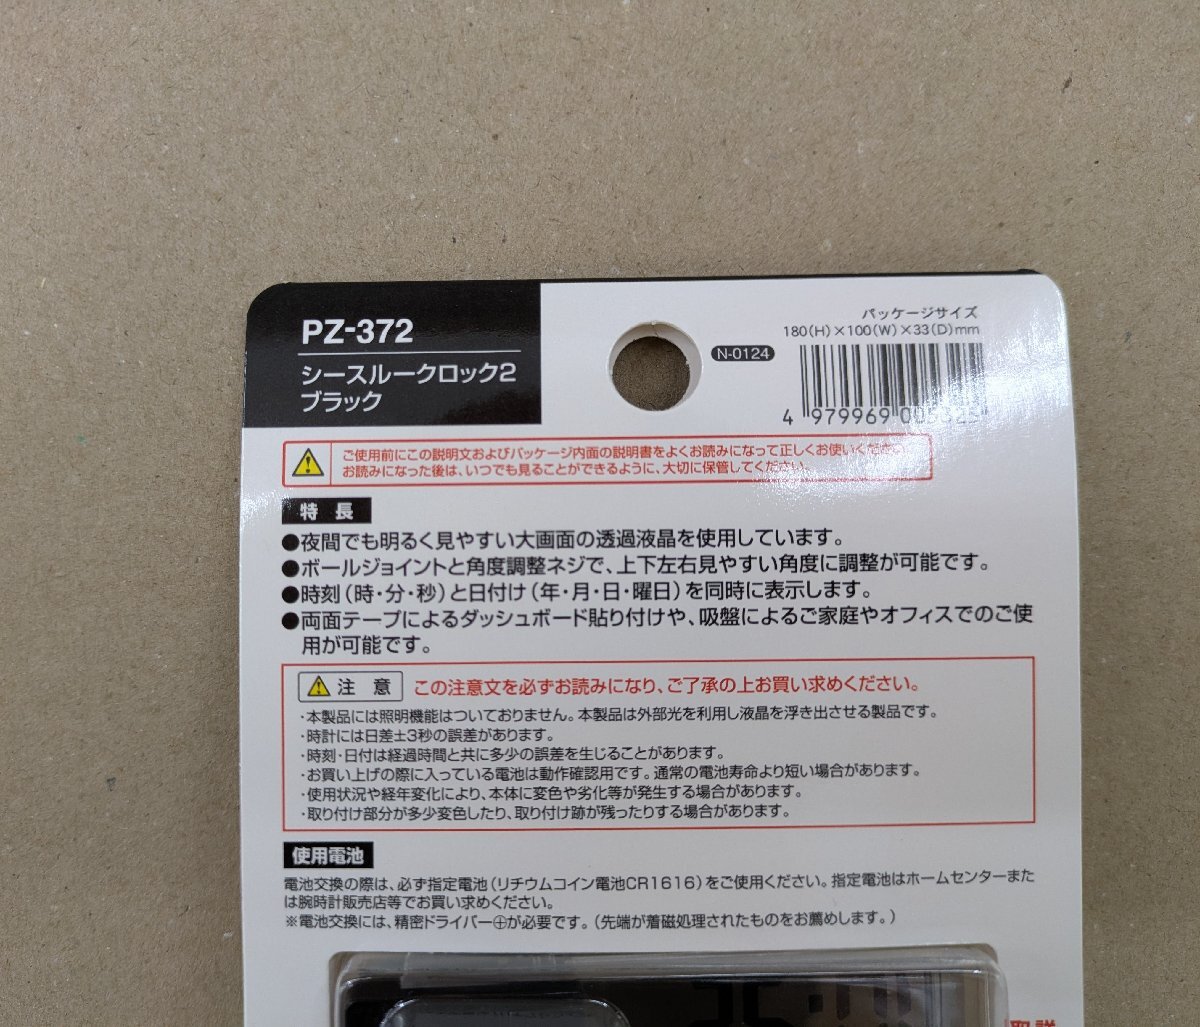 PZ-372
シースルークロック2
ブラック
N-0124
パッケージサイズ
180(H)×100(W)×33(D)mm
4 979969
ご使用前にこの説明文およびパッケージ内面の説明書をよくお読みになって正しくお使いください。
お読みになった後は、いつでも見ることができるように、大切に保管してください。
特 長
●夜間でも明るく見やすい大画面の透過液晶を使用しています。
●ボールジョイントと角度調整ネジで、上下左右見やすい角度に調整が可能です。
●時刻(時・分・秒)と日付け(年・月・日・曜日)を同時に表示します。
●両面テープによるダッシュボード貼り付けや、吸盤によるご家庭やオフィスでのご使
用が可能です。
注 意 この注意文を必ずお読みになり、ご了承の上お買い求めください。
・本製品には照明機能はついておりません。本製品は外部光を利用し液晶を浮き出させる製品です。
・時計には日差±3秒の誤差があります。
・時刻・日付は経過時間と共に多少の誤差を生じることがあります。
・お買い上げの際に入っている電池は動作確認用です。通常の電池寿命より短い場合があります。
・使用状況や経年変化により、本体に変色や劣化等が発生する場合があります。
・取り付け部分が多少変色したり、取り付け跡が残ったりする場合があります。
使用電池
電池交換の際は、必ず指定電池(リチウムコイン電池CR1616)をご使用ください。指定電池はホームセンターまた
は腕時計販売店等でお買い求めください。
※電池交換には、精密ドライバー⊕が必要です。(先端が着磁処理されたものをお薦めします。)